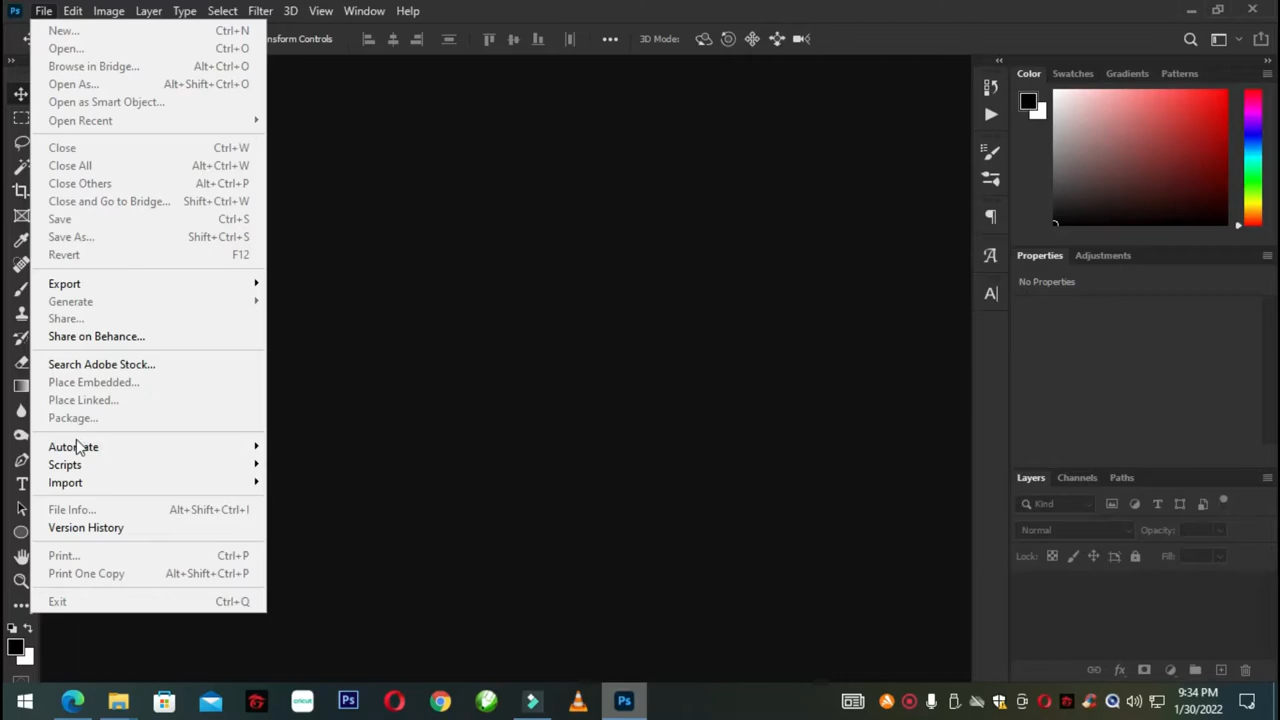 Ps File Edit Image Layer Type Select Filter 3D View Window Help
New... Ctrl+N
Open... Ctrl+O
Browse in Bridge... Alt+Ctrl+O
Open As... Alt+Shift+Ctrl+O
Open as Smart Object...
Open Recent
Close Ctrl+W
Close All Alt+Ctrl+W
Close Others Alt+Ctrl+P
Close and Go to Bridge... Shift+Ctrl+W
Save Ctrl+S
Save As... Shift+Ctrl+S
Revert F12
Export
Generate
Share...
Share on Behance...
Search Adobe Stock...
Place Embedded...
Place Linked...
Package...
Automate
Scripts
Import
File Info... Alt+Shift+Ctrl+I
Version History
Print... Ctrl+P
Print One Copy Alt+Shift+Ctrl+P
Exit Ctrl+Q
nsform Controls 3D Mode:
Color Swatches Gradients Patterns
Properties Adjustments
No Properties
Layers Channels Paths
Kind
Normal Opacity:
Lock: Fill:
cricut Ps Ps
9:34 PM
1/30/2022